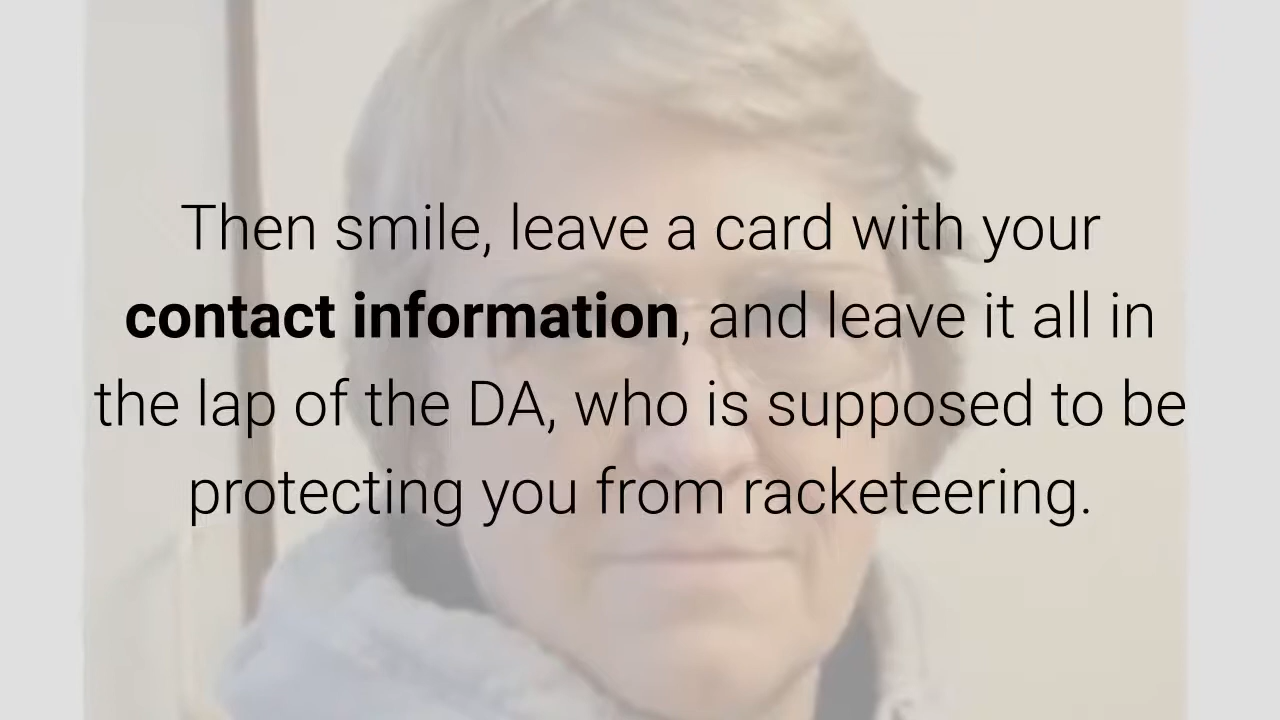 Then smile, leave a card with your
contact information, and leave it all in
the lap of the DA, who is supposed to be
protecting you from racketeering.